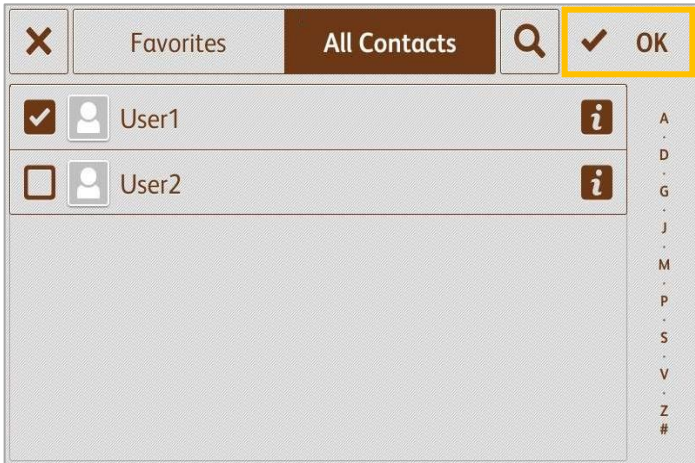 Favorites All Contacts OK
User1 i
User2 i
A
D
G
J
M
P
S
V
Z
#